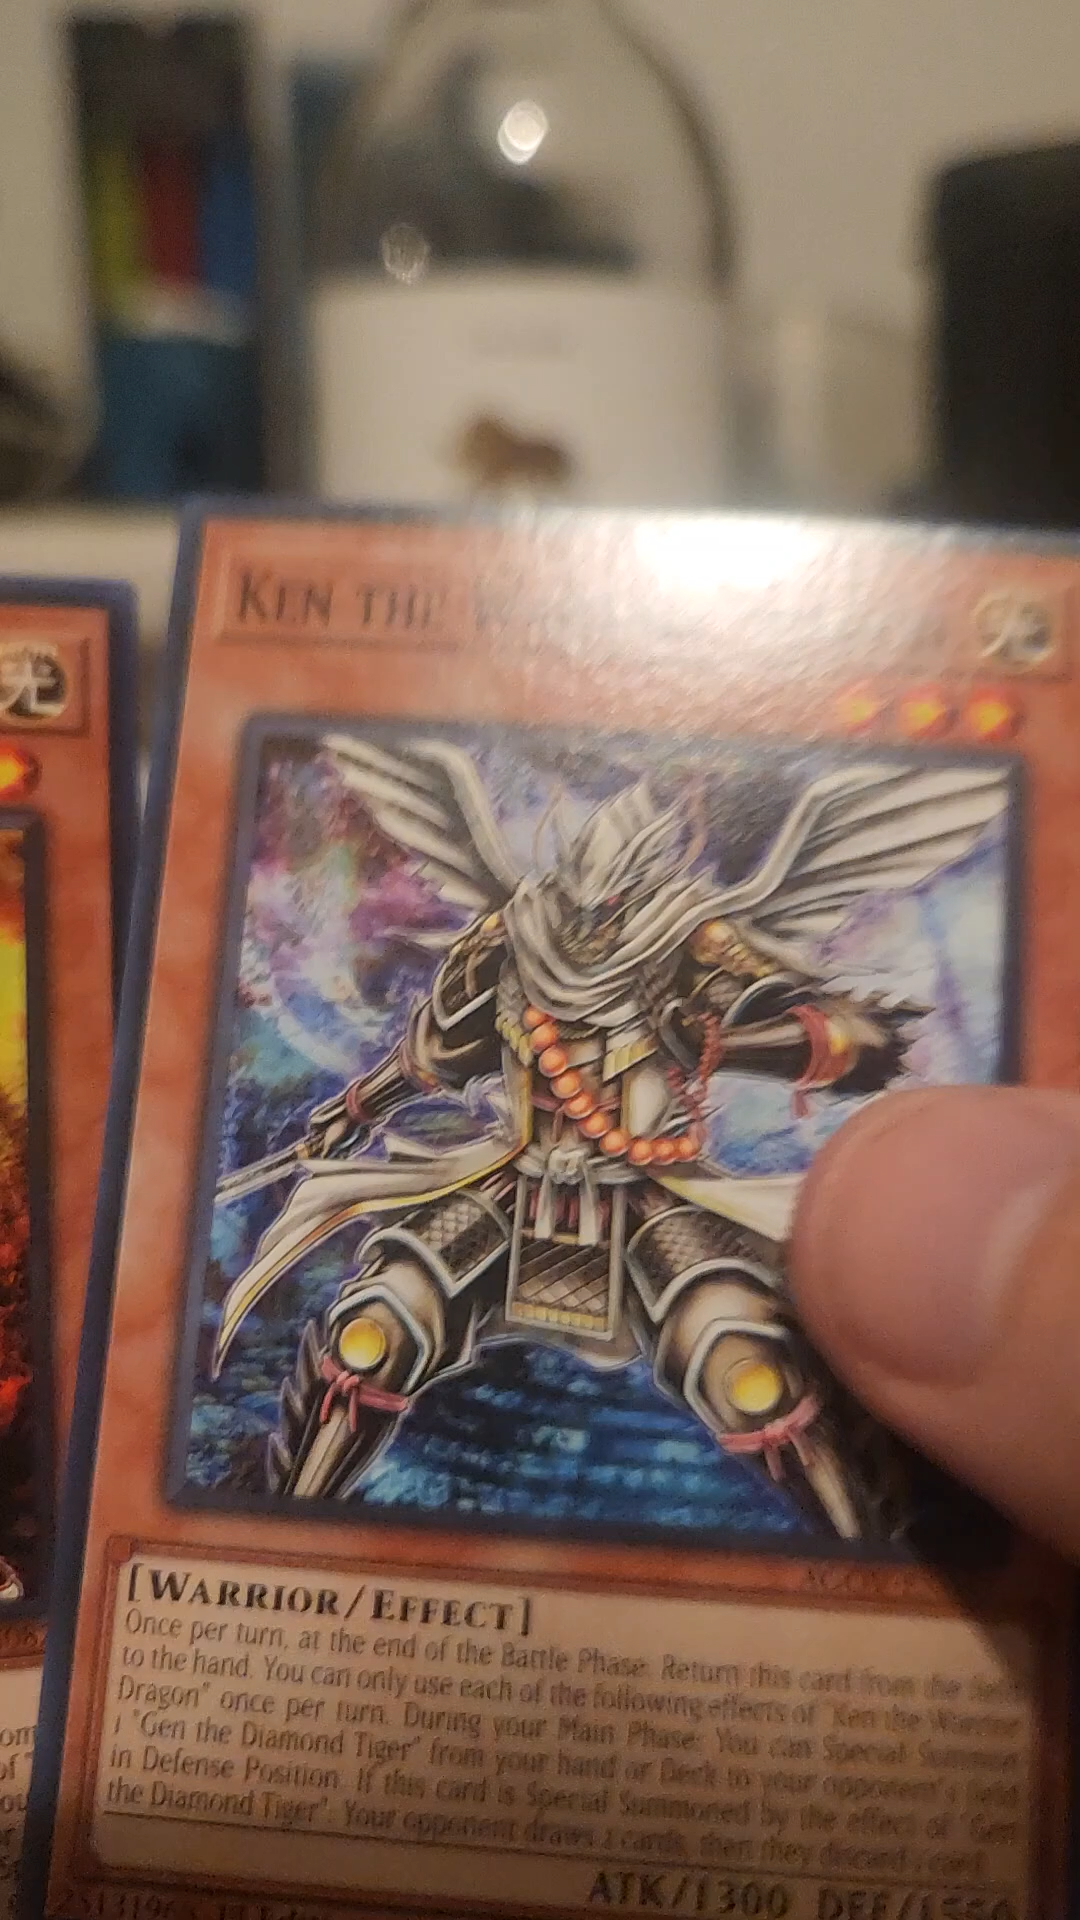 KEN THE
光
光
[WARRIOR/EFFECT]
Once per turn, at the end of the Battle Phase: Return this card from the field
to the hand. You can only use each of the following effects of "Ken the Warrior
Dragon" once per turn. During your Main Phase: You can Special Summon
1 "Gen the Diamond Tiger" from your hand or Deck to your opponent's field
in Defense Position. If this card is Special Summoned by the effect of "Gen
the Diamond Tiger": Your opponent draws 2 cards, then they discard 1 card.
ATK/1300 DEF/1550